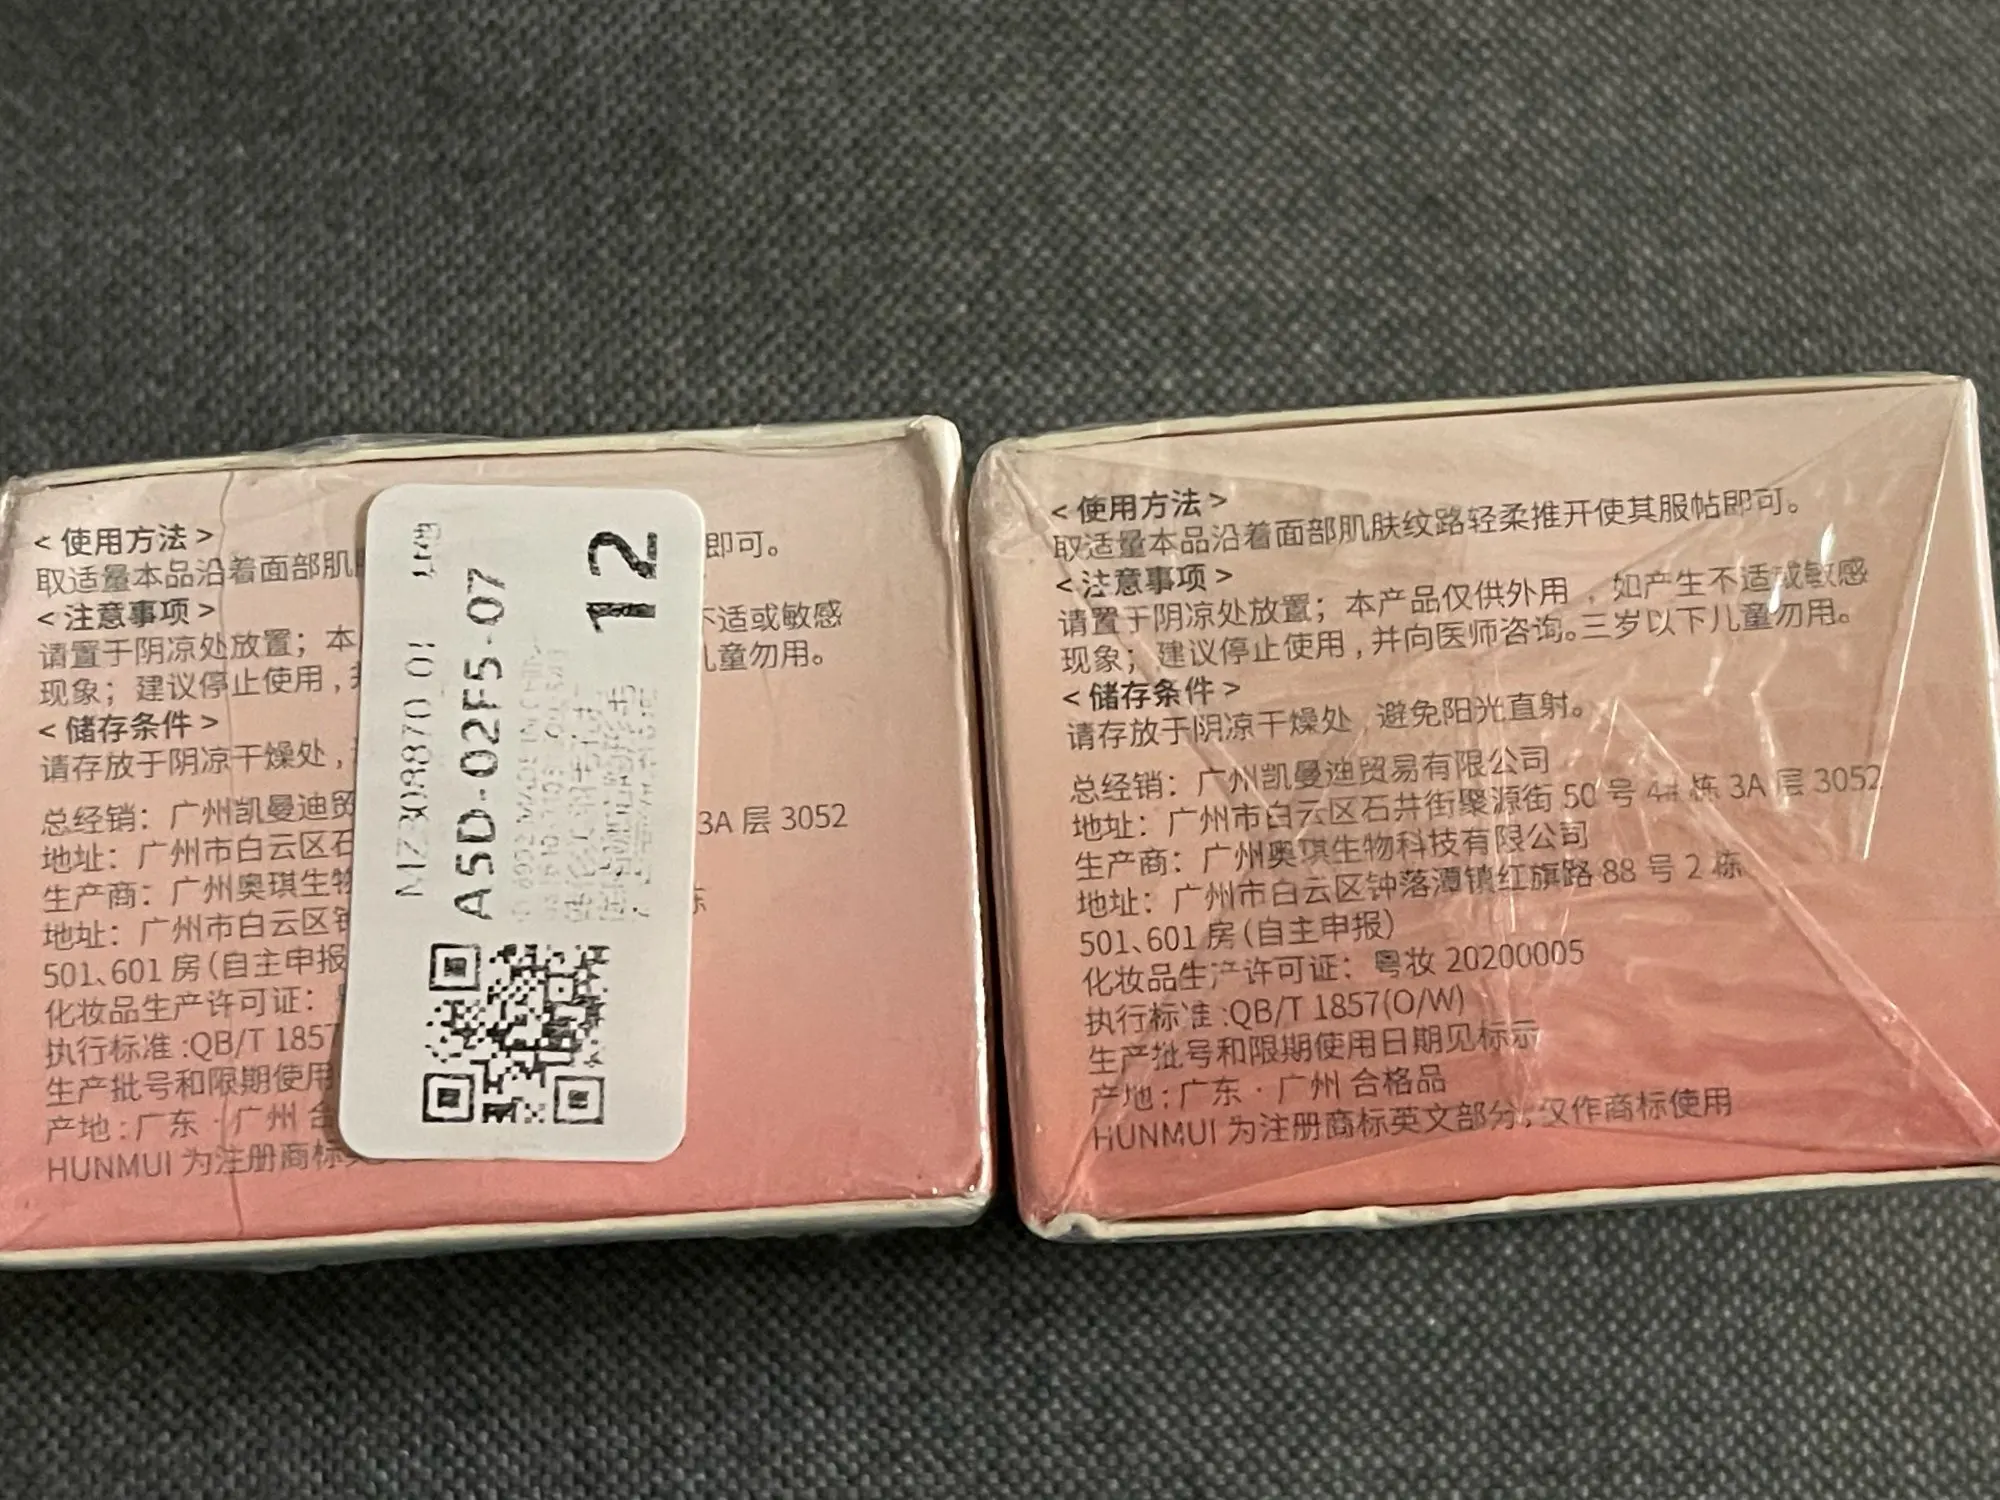 <使用方法>
取适量本品沿着面部肌
即可。
<注意事项>
请置于阴凉处放置；本
不适或敏感
现象；建议停止使用，
儿童勿用。
<储存条件>
请存放于阴凉干燥处，
总经销：广州凯曼迪贸
地址：广州市白云区石
3A 层 3052
生产商：广州奥琪生物
地址：广州市白云区钟
栋
501、601 房（自主申报
化妆品生产许可证：
执行标准:QB/T 1857
生产批号和限期使用
产地:广东·广州 合
HUNMUI 为注册商标
12
A5D-02F5-07
<使用方法>
取适量本品沿着面部肌肤纹路轻柔推开使其服帖即可。
<注意事项>
请置于阴凉处放置；本产品仅供外用，如产生不适或敏感
现象；建议停止使用，并向医师咨询。三岁以下儿童勿用。
<储存条件>
请存放于阴凉干燥处，避免阳光直射。
总经销：广州凯曼迪贸易有限公司
地址：广州市白云区石井街聚源街 50 号 4# 栋 3A 层 3052
生产商：广州奥琪生物科技有限公司
地址：广州市白云区钟落潭镇红旗路 88 号 2 栋
501、601 房（自主申报）
化妆品生产许可证：粤妆 20200005
执行标准:QB/T 1857(O/W)
生产批号和限期使用日期见标示
产地:广东·广州 合格品
HUNMUI 为注册商标英文部分，仅作商标使用